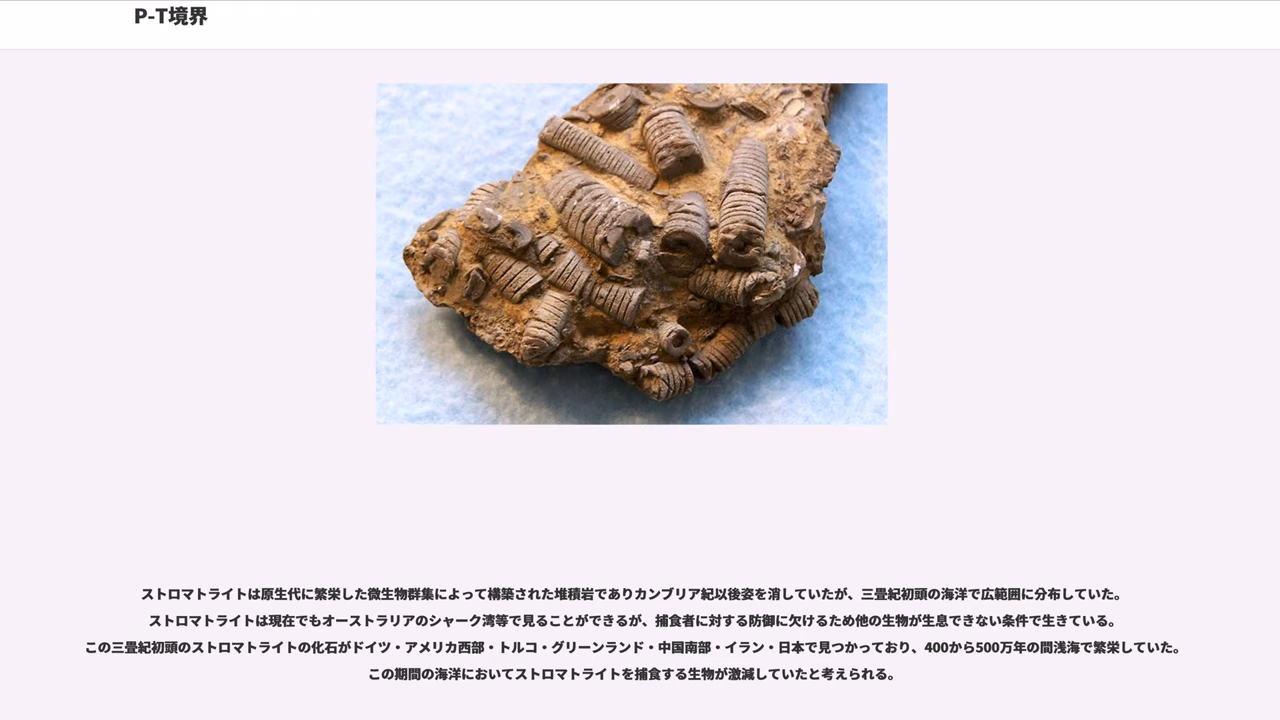 P-T境界
ストロマトライトは原生代に繁栄した微生物群集によって構築された堆積岩でありカンブリア紀以後姿を消していたが、三畳紀初頭の海洋で広範囲に分布していた。
ストロマトライトは現在でもオーストラリアのシャーク湾等で見ることができるが、捕食者に対する防御に欠けるため他の生物が生息できない条件で生きている。
この三畳紀初頭のストロマトライトの化石がドイツ・アメリカ西部・トルコ・グリーンランド・中国南部・イラン・日本で見つかっており、400から500万年の間浅海で繁栄していた。
この期間の海洋においてストロマトライトを捕食する生物が激減していたと考えられる。